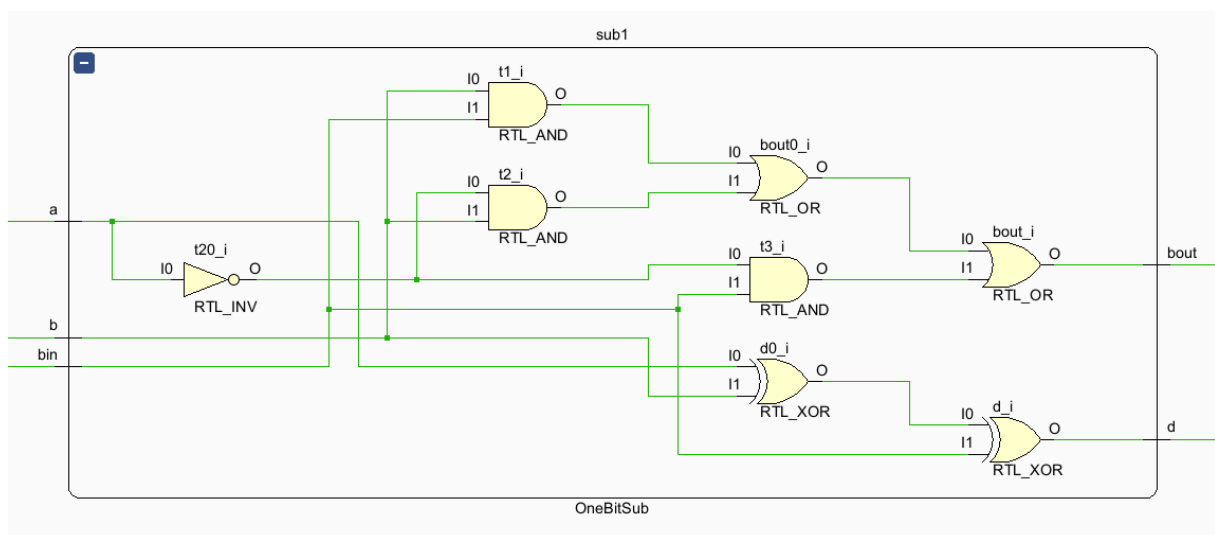 sub1
t1_i
I0
O
I1
RTL_AND
bout0_i
I0
O
I1
RTL_OR
t2_i
I0
O
I1
RTL_AND
a
t20_i
I0
O
RTL_INV
t3_i
I0
O
I1
RTL_AND
bout_i
I0
O
I1
RTL_OR
bout
b
bin
d0_i
I0
O
I1
RTL_XOR
d_i
I0
O
I1
RTL_XOR
d
OneBitSub